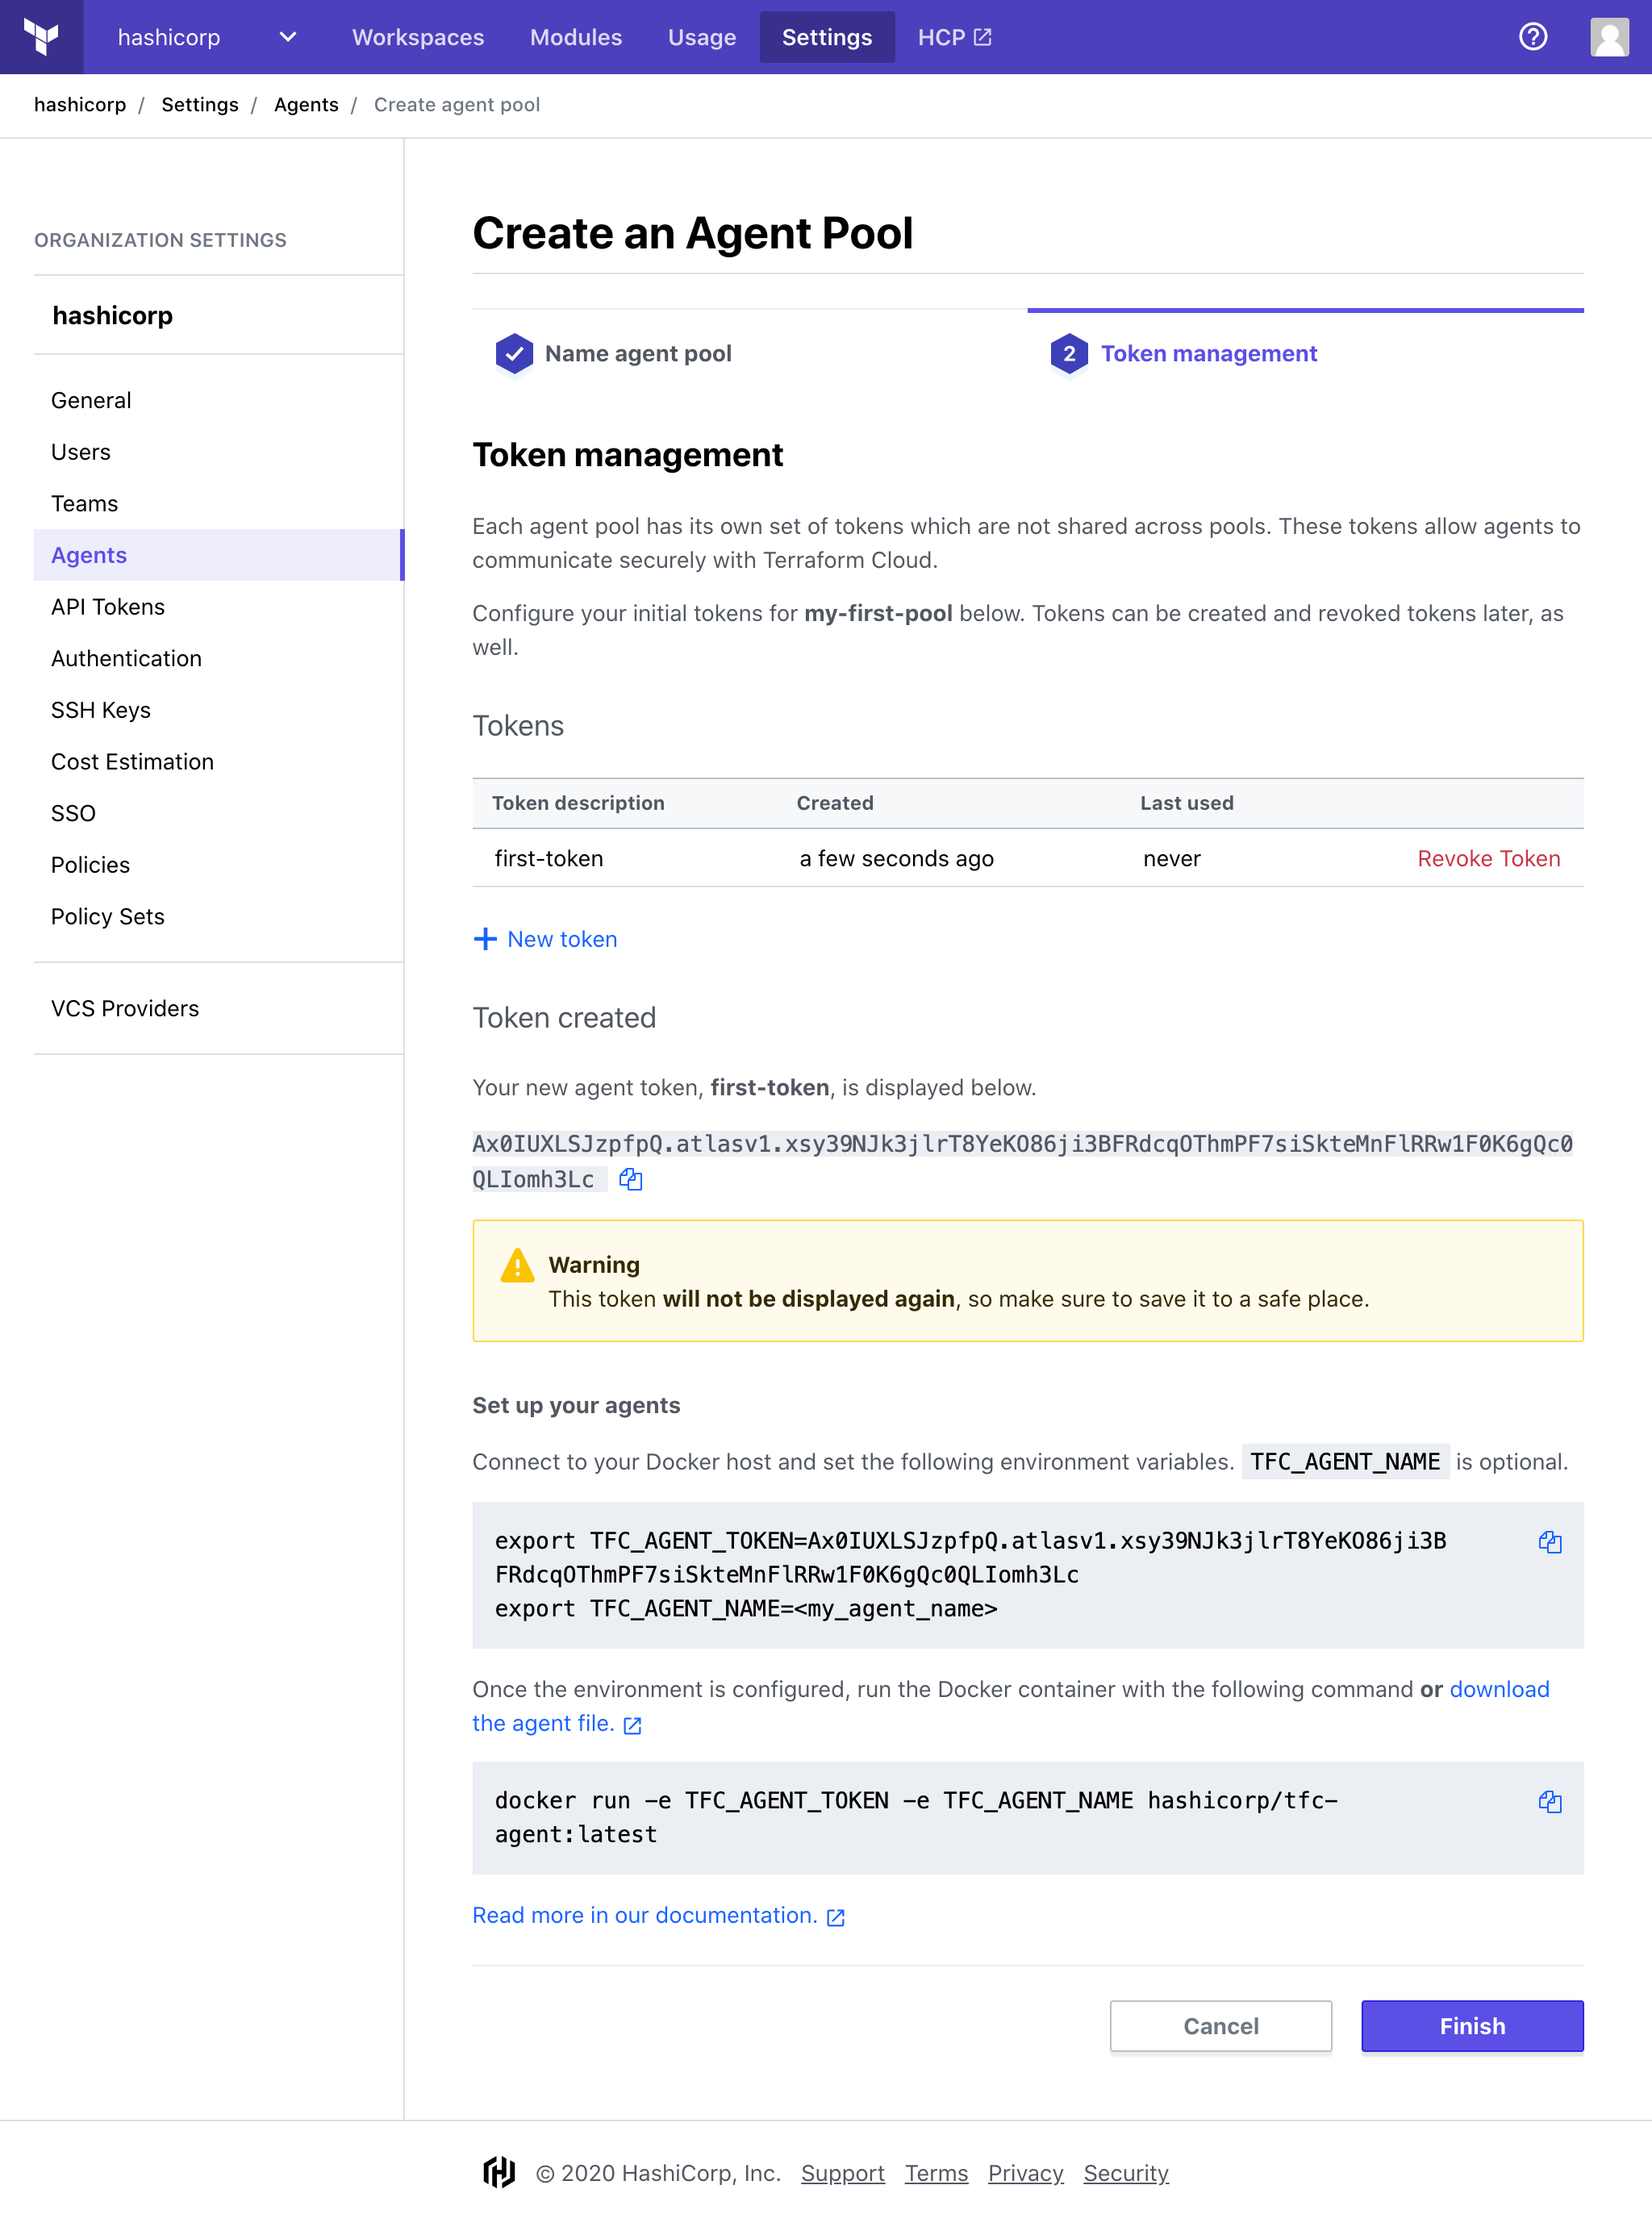 hashicorp Workspaces Modules Usage Settings HCP
hashicorp / Settings / Agents / Create agent pool
ORGANIZATION SETTINGS
hashicorp
General
Users
Teams
Agents
API Tokens
Authentication
SSH Keys
Cost Estimation
SSO
Policies
Policy Sets
VCS Providers
Create an Agent Pool
Name agent pool
2 Token management
Token management
Each agent pool has its own set of tokens which are not shared across pools. These tokens allow agents to
communicate securely with Terraform Cloud.
Configure your initial tokens for my-first-pool below. Tokens can be created and revoked tokens later, as
well.
Tokens
Token description Created Last used
first-token a few seconds ago never Revoke Token
New token
Token created
Your new agent token, first-token, is displayed below.
Ax0IUXLSJzpfpQ.atlasv1.xsy39NJk3jlrT8YeKO86ji3BFRdcqOThmPF7siSkteMnFlRRw1F0K6gQc0
QLIomh3Lc
Warning
This token will not be displayed again, so make sure to save it to a safe place.
Set up your agents
Connect to your Docker host and set the following environment variables. TFC_AGENT_NAME is optional.
export TFC_AGENT_TOKEN=Ax0IUXLSJzpfpQ.atlasv1.xsy39NJk3jlrT8YeKO86ji3B
FRdcqOThmPF7siSkteMnFlRRw1F0K6gQc0QLIomh3Lc
export TFC_AGENT_NAME=<my_agent_name>
Once the environment is configured, run the Docker container with the following command or download
the agent file.
docker run -e TFC_AGENT_TOKEN -e TFC_AGENT_NAME hashicorp/tfc-
agent:latest
Read more in our documentation.
Cancel Finish
© 2020 HashiCorp, Inc. Support Terms Privacy Security